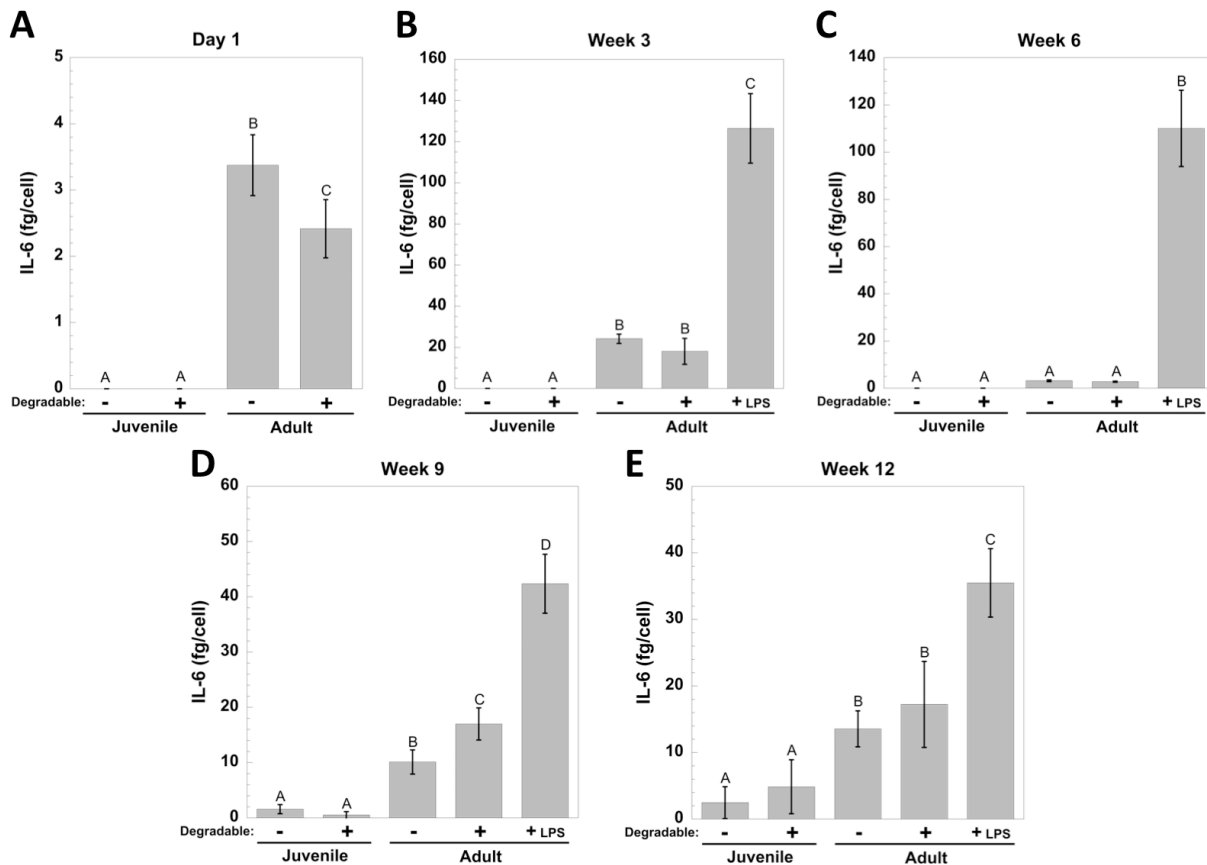 A
Day 1
IL-6 (fg/cell)
5
4
3
2
1
0
A
A
B
C
Degradable: - + - +
Juvenile Adult
B
Week 3
IL-6 (fg/cell)
160
140
120
100
80
60
40
20
0
A
A
B
B
C
Degradable: - + - + + LPS
Juvenile Adult
C
Week 6
IL-6 (fg/cell)
140
120
100
80
60
40
20
0
A
A
A
A
B
Degradable: - + - + + LPS
Juvenile Adult
D
Week 9
IL-6 (fg/cell)
60
50
40
30
20
10
0
A
A
B
C
D
Degradable: - + - + + LPS
Juvenile Adult
E
Week 12
IL-6 (fg/cell)
50
40
30
20
10
0
A
A
B
B
C
Degradable: - + - + + LPS
Juvenile Adult